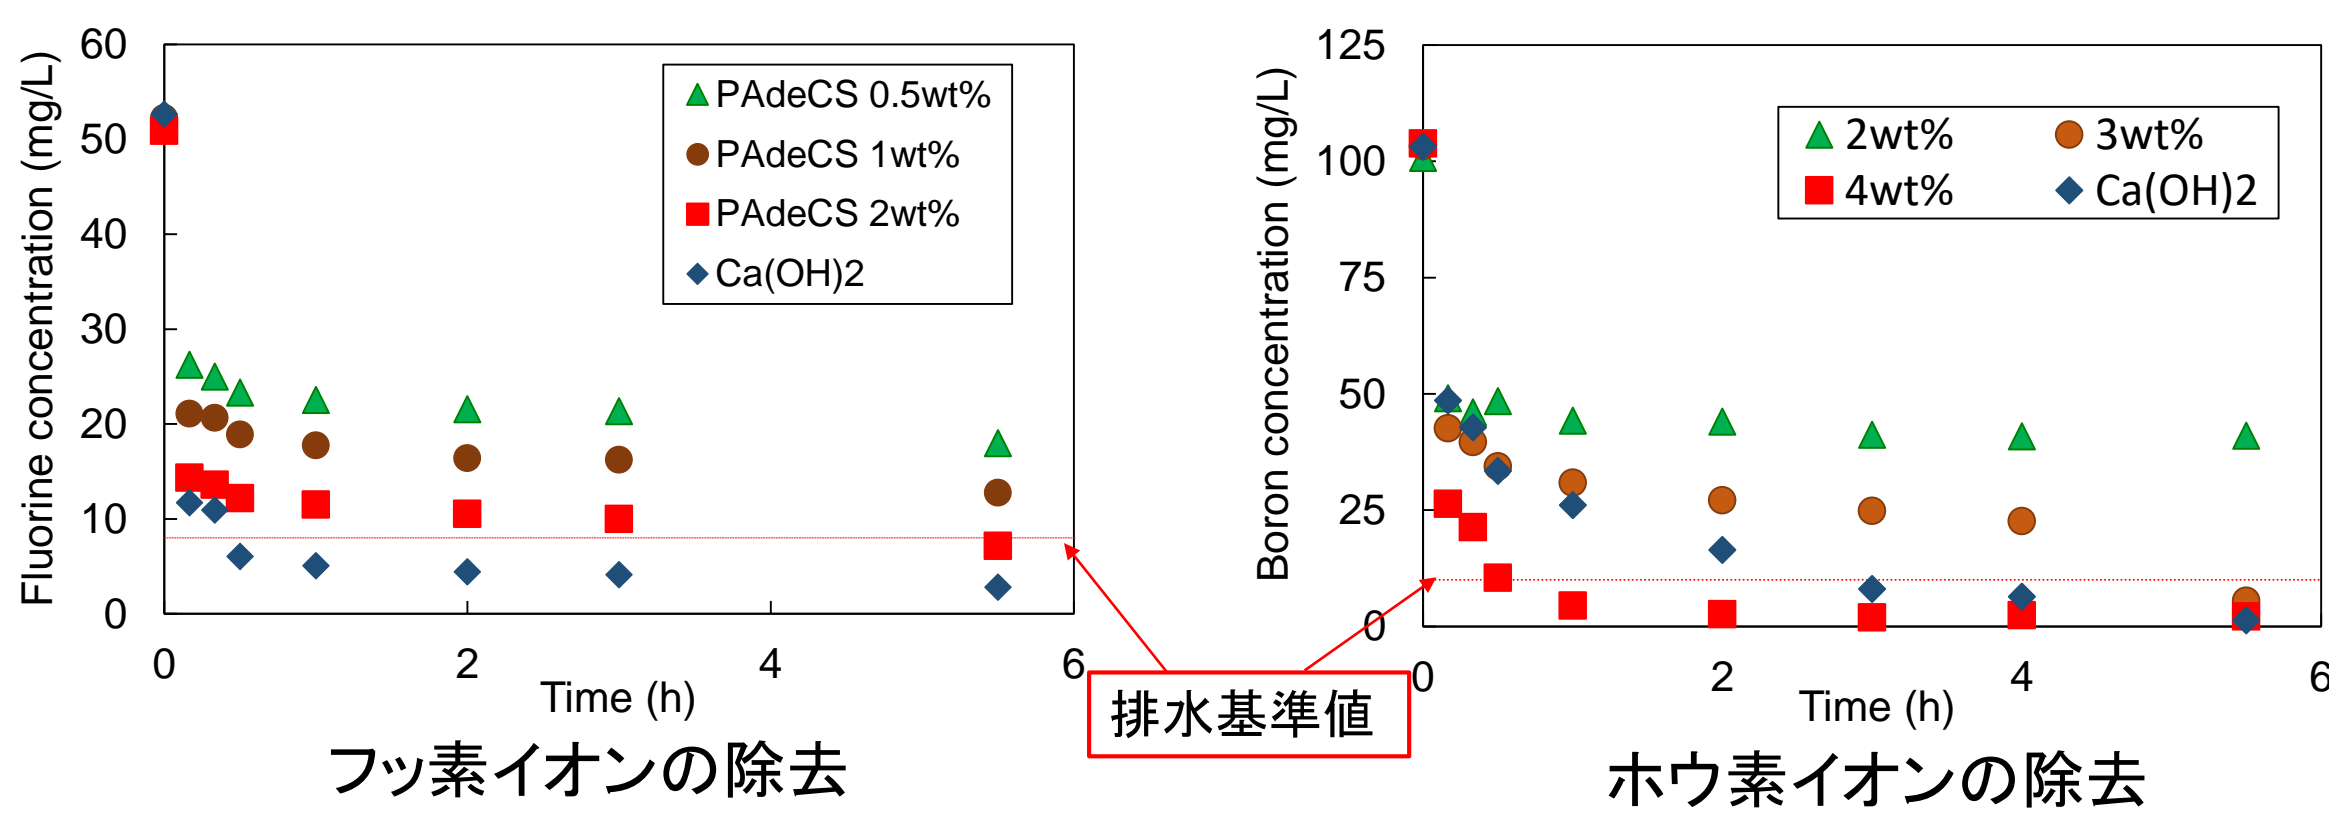 Fluorine concentration (mg/L)
60
50
40
30
20
10
0
0
2
4
6
Time (h)
PAdeCS 0.5wt%
PAdeCS 1wt%
PAdeCS 2wt%
Ca(OH)2
フッ素イオンの除去
排水基準値
Boron concentration (mg/L)
125
100
75
50
25
0
0
2
4
6
Time (h)
2wt%
3wt%
4wt%
Ca(OH)2
ホウ素イオンの除去